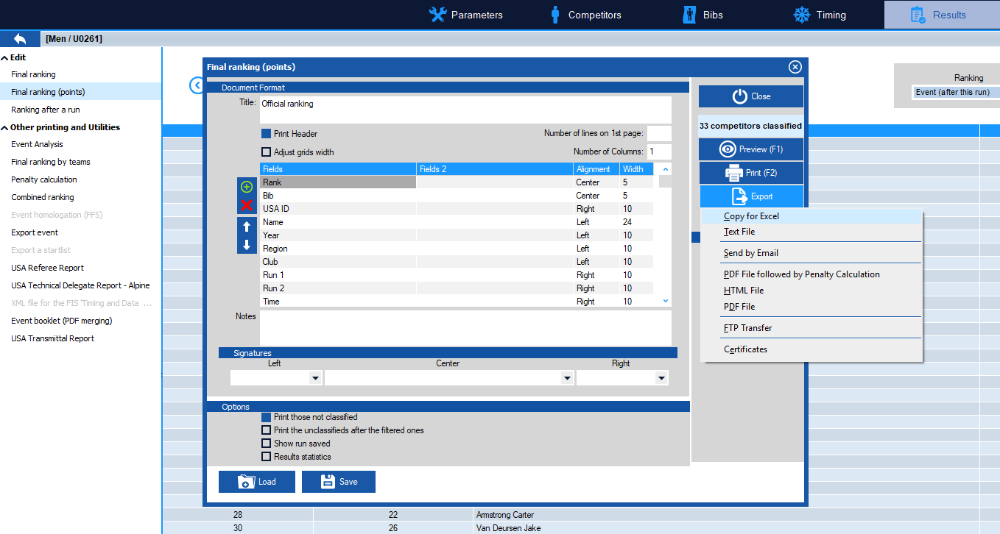 Parameters
Competitors
Bibs
Timing
Results
[Men / U0261]
Edit
Final ranking
Final ranking (points)
Ranking after a run
Other printing and Utilities
Event Analysis
Final ranking by teams
Penalty calculation
Combined ranking
Event homologation (FFS)
Export event
Export a startlist
USA Referee Report
USA Technical Delegate Report - Alpine
XML file for the FIS 'Timing and Data ...
Event booklet (PDF merging)
USA Transmittal Report
Final ranking (points)
Document Format
Title: Official ranking
Print Header
Number of lines on 1st page:
Adjust grids width
Number of Columns: 1
Fields Fields 2 Alignment Width
Rank Center 5
Bib Center 5
USA ID Right 10
Name Left 24
Year Left 10
Region Left 10
Club Left 10
Run 1 Right 10
Run 2 Right 10
Time Right 10
Notes
Signatures
Left Center Right
Options
Print those not classified
Print the unclassifieds after the filtered ones
Show run saved
Results statistics
Load
Save
Close
33 competitors classified
Preview (F1)
Print (F2)
Export
Copy for Excel
Text File
Send by Email
PDF File followed by Penalty Calculation
HTML File
PDF File
FTP Transfer
Certificates
Ranking
Event (after this run)
28 22 Armstrong Carter
30 26 Van Deursen Jake